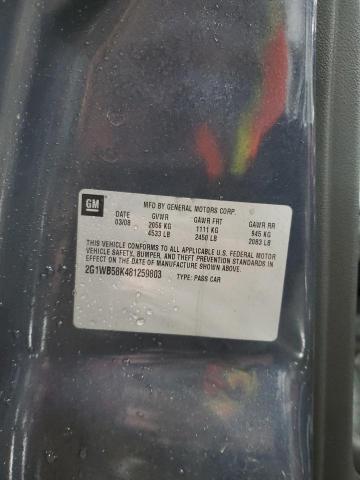 GM
MFD BY GENERAL MOTORS CORP.
DATE GVWR GAWR FRT GAWR RR
03/08 2056 KG 1111 KG 945 KG
4533 LB 2450 LB 2083 LB
THIS VEHICLE CONFORMS TO ALL APPLICABLE U.S. FEDERAL MOTOR
VEHICLE SAFETY, BUMPER, AND THEFT PREVENTION STANDARDS IN
EFFECT ON THE DATE OF MANUFACTURE SHOWN ABOVE.
2G1WB58K481259803 TYPE: PASS CAR